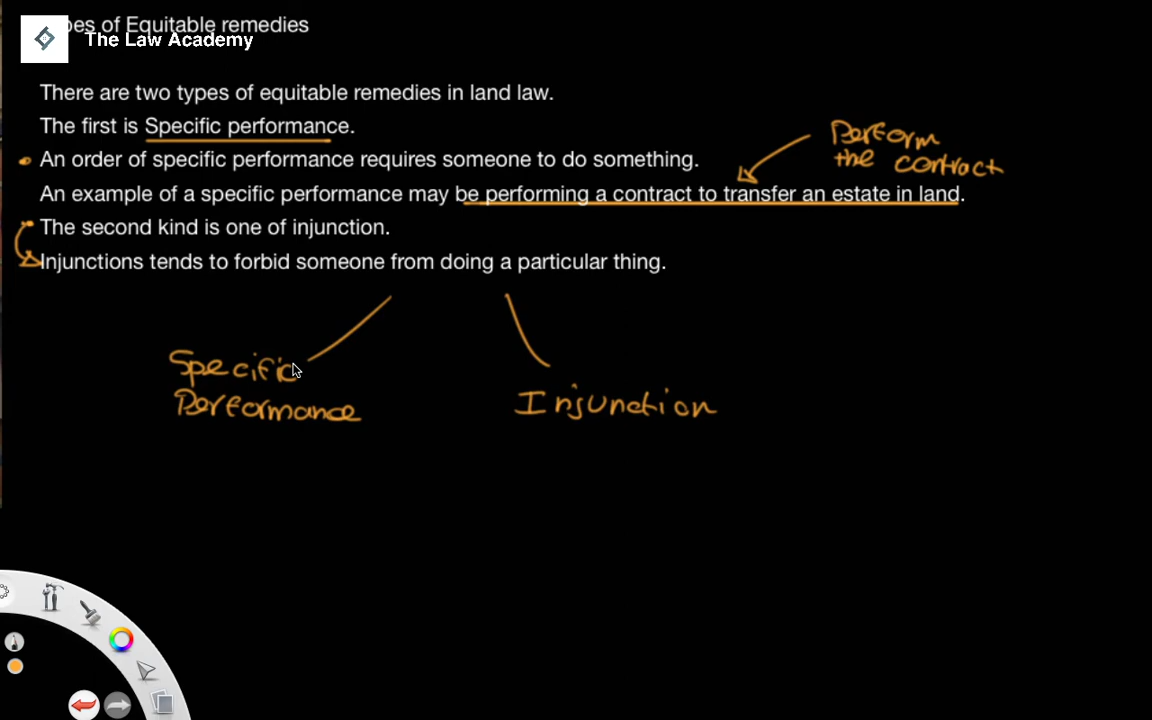 pes of Equitable remedies
The Law Academy
There are two types of equitable remedies in land law.
The first is Specific performance.
An order of specific performance requires someone to do something.
Perform
the contract
An example of a specific performance may be performing a contract to transfer an estate in land.
The second kind is one of injunction.
Injunctions tends to forbid someone from doing a particular thing.
Specific
Performance
Injunction